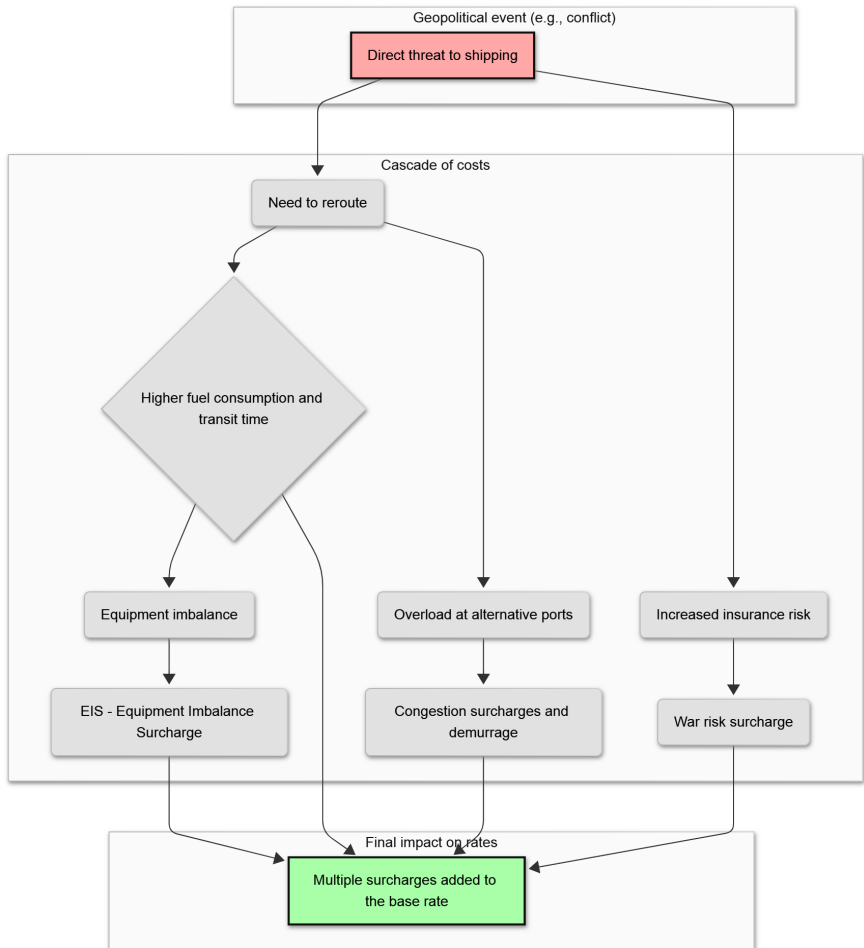 Geopolitical event (e.g., conflict)
Direct threat to shipping
Cascade of costs
Need to reroute
Higher fuel consumption and
transit time
Equipment imbalance
Overload at alternative ports
Increased insurance risk
EIS - Equipment Imbalance
Surcharge
Congestion surcharges and
demurrage
War risk surcharge
Final impact on rates
Multiple surcharges added to
the base rate